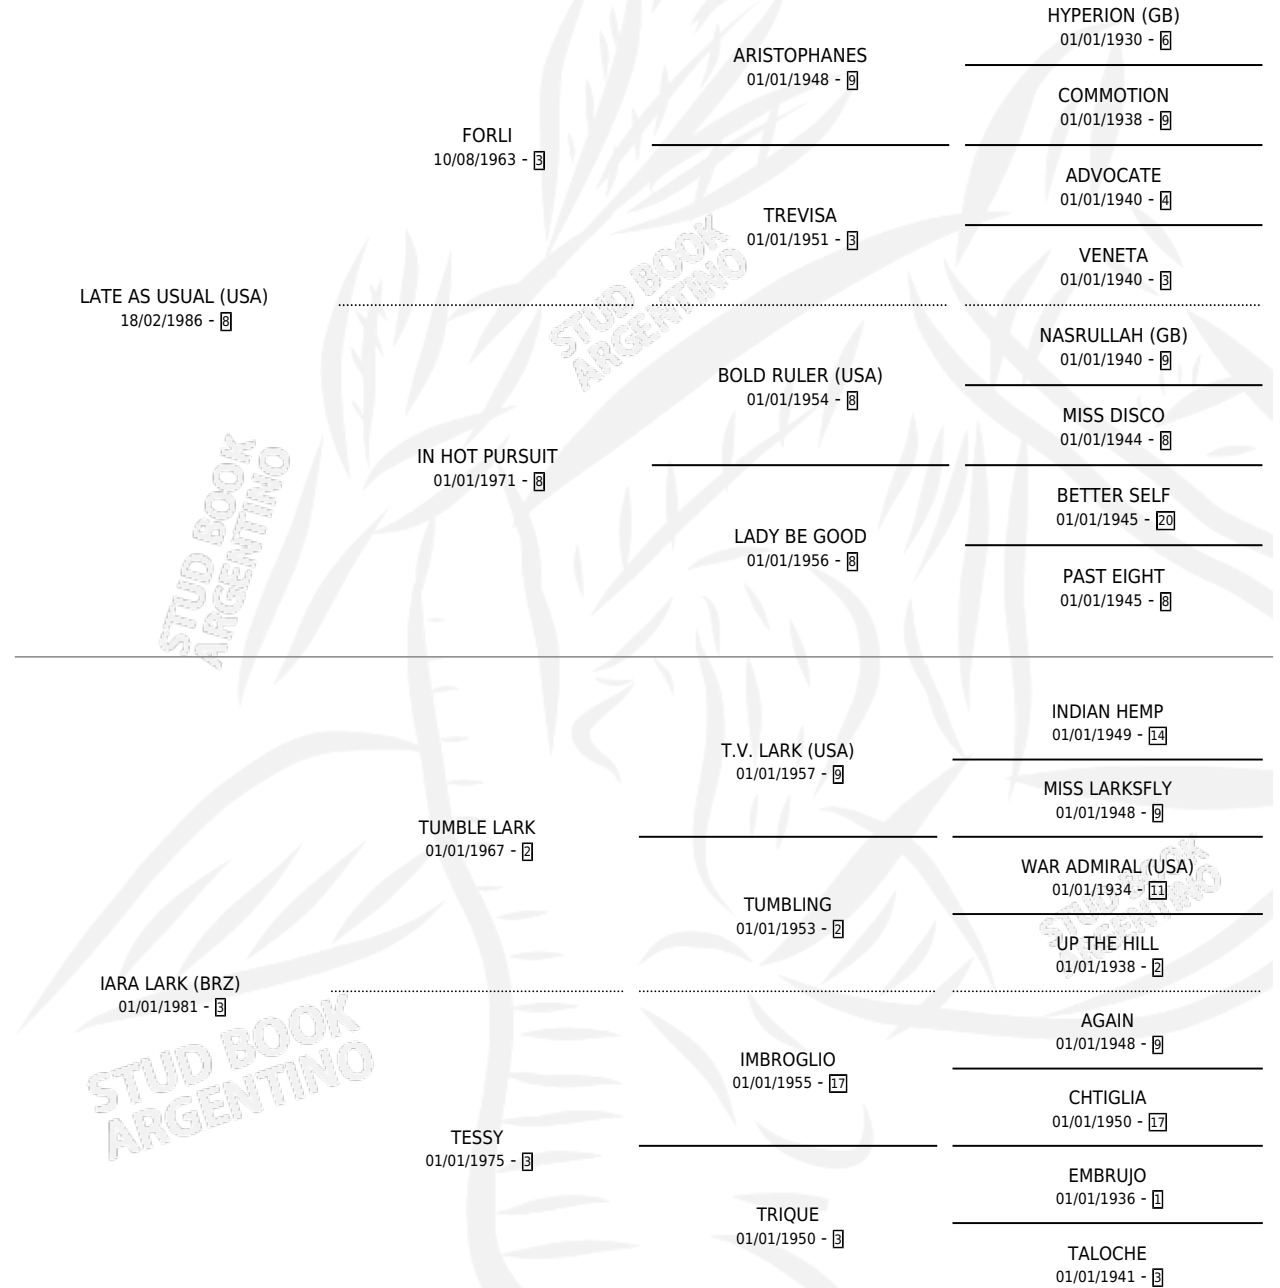 HYPERION (GB)
01/01/1930 - 6
ARISTOPHANES
01/01/1948 - 9
COMMOTION
01/01/1938 - 9
FORLI
10/08/1963 - 3
ADVOCATE
01/01/1940 - 4
TREVISA
01/01/1951 - 3
VENETA
01/01/1940 - 3
LATE AS USUAL (USA)
18/02/1986 - 8
STUD BOOK
ARGENTINO
NASRULLAH (GB)
01/01/1940 - 9
BOLD RULER (USA)
01/01/1954 - 8
MISS DISCO
01/01/1944 - 8
IN HOT PURSUIT
01/01/1971 - 8
BETTER SELF
01/01/1945 - 20
LADY BE GOOD
01/01/1956 - 8
PAST EIGHT
01/01/1945 - 8
STUD BOOK
ARGENTINO
INDIAN HEMP
01/01/1949 - 14
T.V. LARK (USA)
01/01/1957 - 9
MISS LARKSFLY
01/01/1948 - 9
TUMBLE LARK
01/01/1967 - 2
WAR ADMIRAL (USA)
01/01/1934 - 11
TUMBLING
01/01/1953 - 2
UP THE HILL
01/01/1938 - 2
STUD BOOK
ARGENTINO
IARA LARK (BRZ)
01/01/1981 - 3
AGAIN
01/01/1948 - 9
IMBROGLIO
01/01/1955 - 17
CHTIGLIA
01/01/1950 - 17
STUD BOOK
ARGENTINO
TESSY
01/01/1975 - 3
EMBRUJO
01/01/1936 - 1
TRIQUE
01/01/1950 - 3
TALOCHE
01/01/1941 - 3